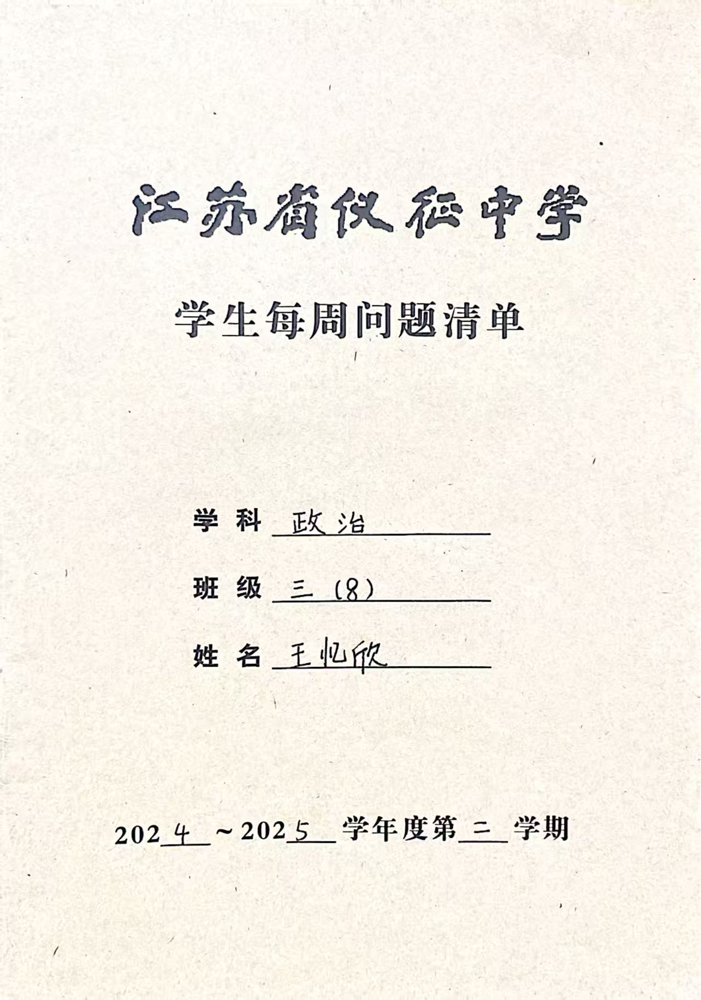 江苏省仪征中学
学生每周问题清单
学科 政治
班级 三(8)
姓名 王忆欣
2024~2025学年度第二学期